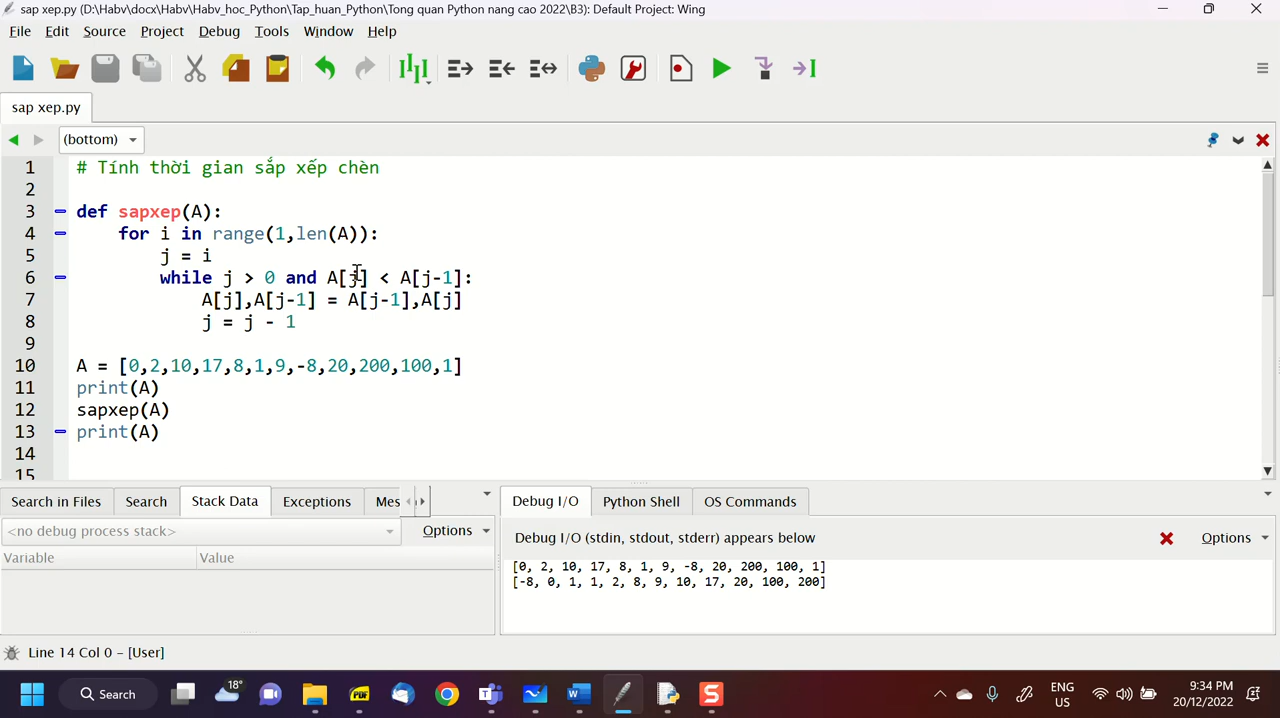 sap xep.py (D:\Habv\docx\Habv\Habv_hoc_Python\Tap_huan_Python\Tong quan Python nang cao 2022\B3): Default Project: Wing
File Edit Source Project Debug Tools Window Help
sap xep.py
(bottom)
1 # Tính thời gian sắp xếp chèn
2
3 def sapxep(A):
4 for i in range(1,len(A)):
5 j = i
6 while j > 0 and A[j] < A[j-1]:
7 A[j],A[j-1] = A[j-1],A[j]
8 j = j - 1
9
10 A = [0,2,10,17,8,1,9,-8,20,200,100,1]
11 print(A)
12 sapxep(A)
13 print(A)
14
15
Search in Files Search Stack Data Exceptions Mes
<no debug process stack> Options
Variable Value
Debug I/O Python Shell OS Commands
Debug I/O (stdin, stdout, stderr) appears below Options
[0, 2, 10, 17, 8, 1, 9, -8, 20, 200, 100, 1]
[-8, 0, 1, 1, 2, 8, 9, 10, 17, 20, 100, 200]
Line 14 Col 0 – [User]
Search
18°
PDF
ENG
US
9:34 PM
20/12/2022